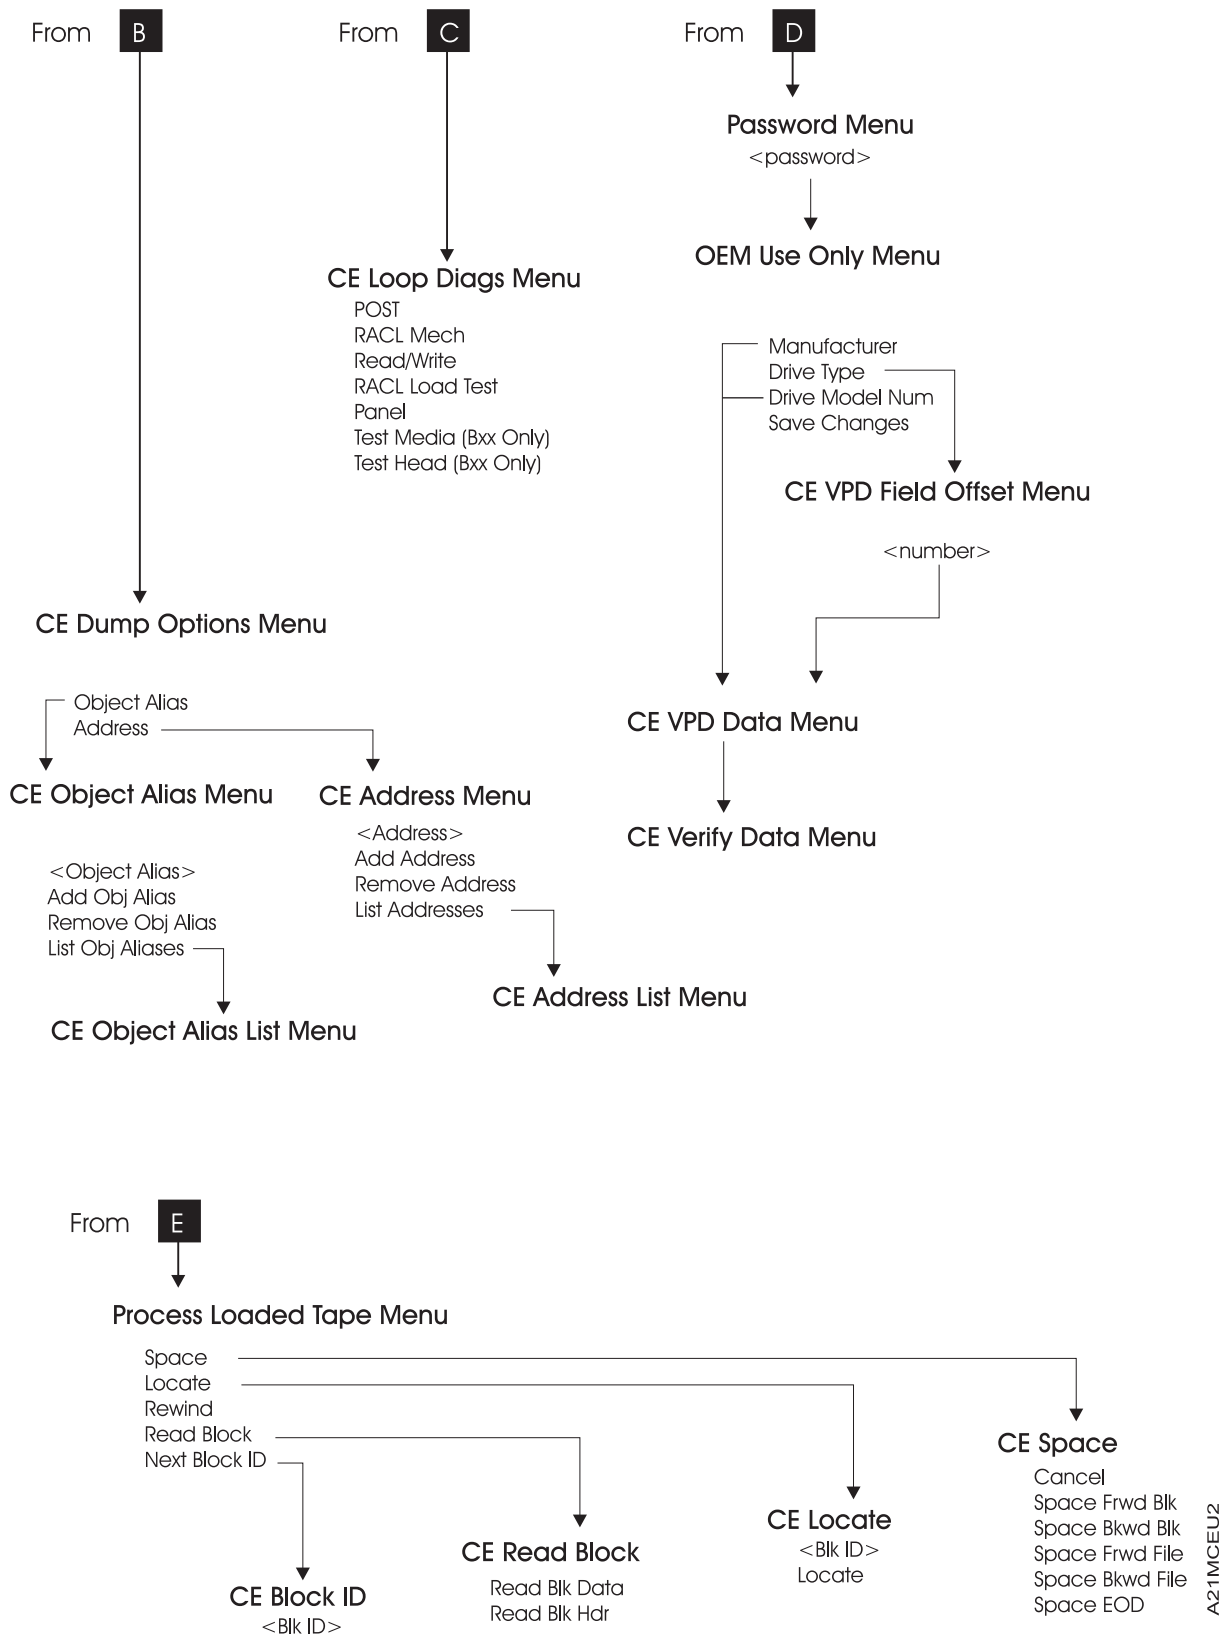 From B
From C
From D
Password Menu
<password>
OEM Use Only Menu
CE Loop Diags Menu
POST
RACL Mech
Read/Write
RACL Load Test
Panel
Test Media (Bxx Only)
Test Head (Bxx Only)
Manufacturer
Drive Type
Drive Model Num
Save Changes
CE VPD Field Offset Menu
<number>
CE Dump Options Menu
Object Alias
Address
CE VPD Data Menu
CE Object Alias Menu
CE Address Menu
<Address>
Add Address
Remove Address
List Addresses
CE Verify Data Menu
<Object Alias>
Add Obj Alias
Remove Obj Alias
List Obj Aliases
CE Address List Menu
CE Object Alias List Menu
From E
Process Loaded Tape Menu
Space
Locate
Rewind
Read Block
Next Block ID
CE Space
Cancel
Space Frwd Blk
Space Bkwd Blk
Space Frwd File
Space Bkwd File
Space EOD
CE Locate
<Blk ID>
Locate
CE Read Block
Read Blk Data
Read Blk Hdr
CE Block ID
<Blk ID>
A21MCEU2